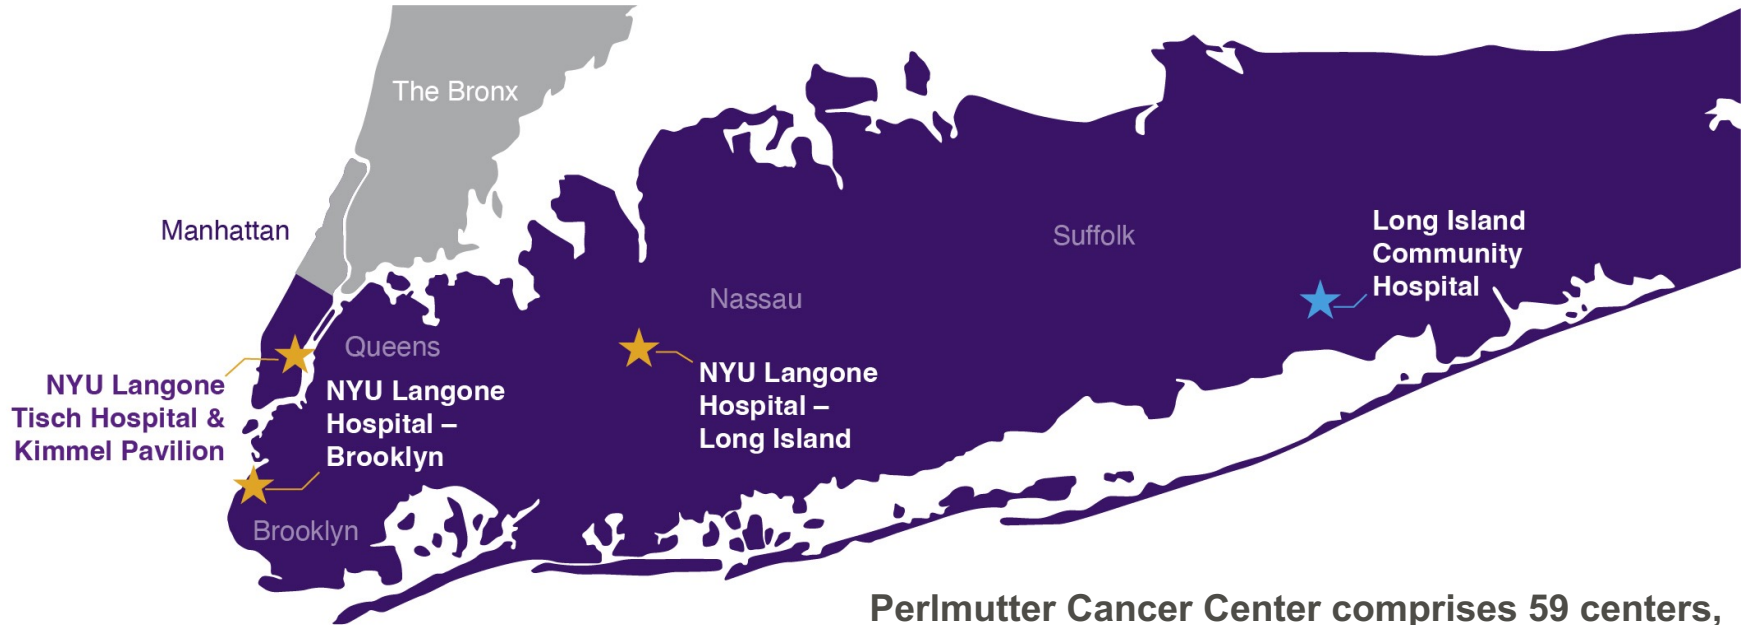 The Bronx
Manhattan
Suffolk
Long Island
Community
Hospital
Nassau
Queens
NYU Langone
Tisch Hospital &
Kimmel Pavilion
NYU Langone
Hospital –
Brooklyn
NYU Langone
Hospital –
Long Island
Brooklyn
Perlmutter Cancer Center comprises 59 centers,